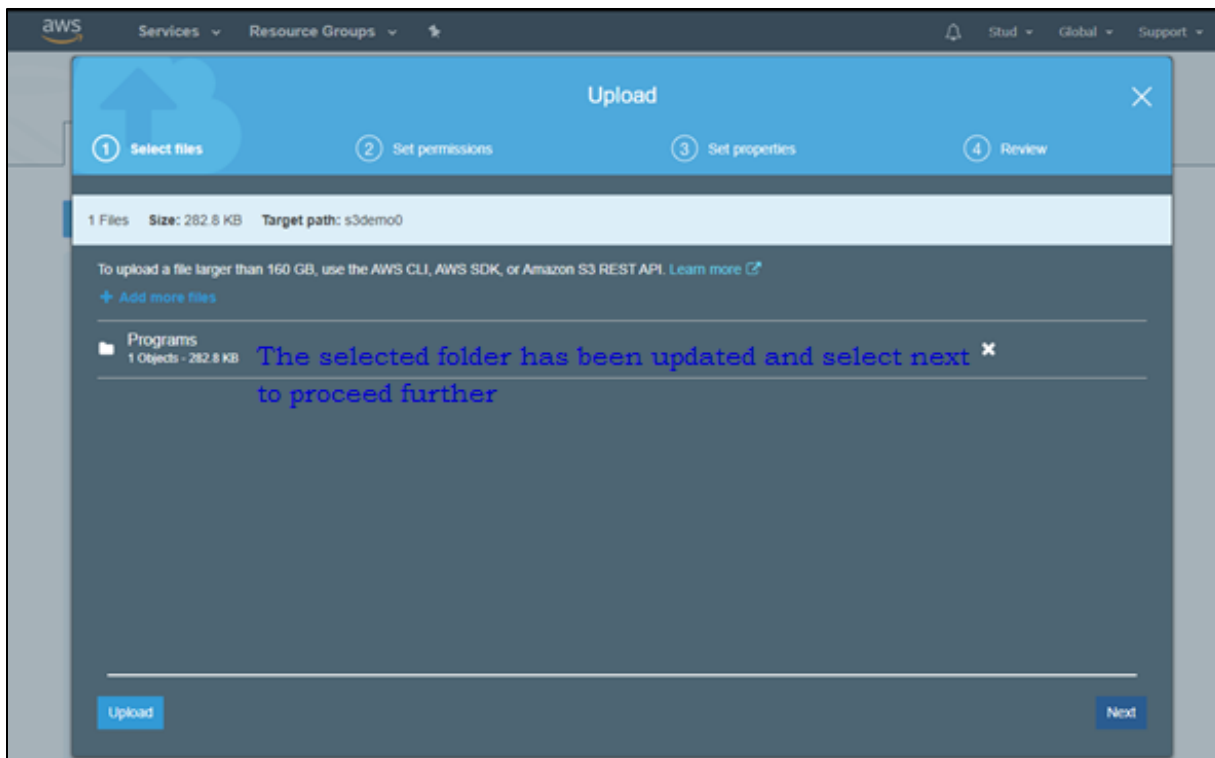 aws Services Resource Groups Stud Global Support
Upload
1 Select files 2 Set permissions 3 Set properties 4 Review
1 Files Size: 282.8 KB Target path: s3demo0
To upload a file larger than 160 GB, use the AWS CLI, AWS SDK, or Amazon S3 REST API. Learn more
+ Add more files
Programs
1 Objects - 282.8 KB
The selected folder has been updated and select next
to proceed further
Upload Next